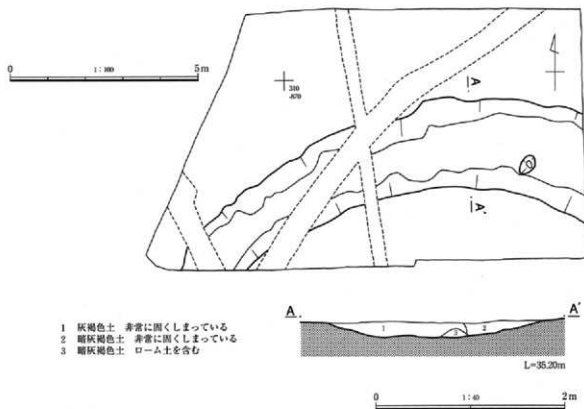 0
1:100
5m
310
-870
A
A'
1 灰褐色土 非常に固くしまっている
2 暗灰褐色土 非常に固くしまっている
3 暗灰褐色土 ローム土を含む
A
A'
1
3
2
L=35.20m
0
1:40
2m